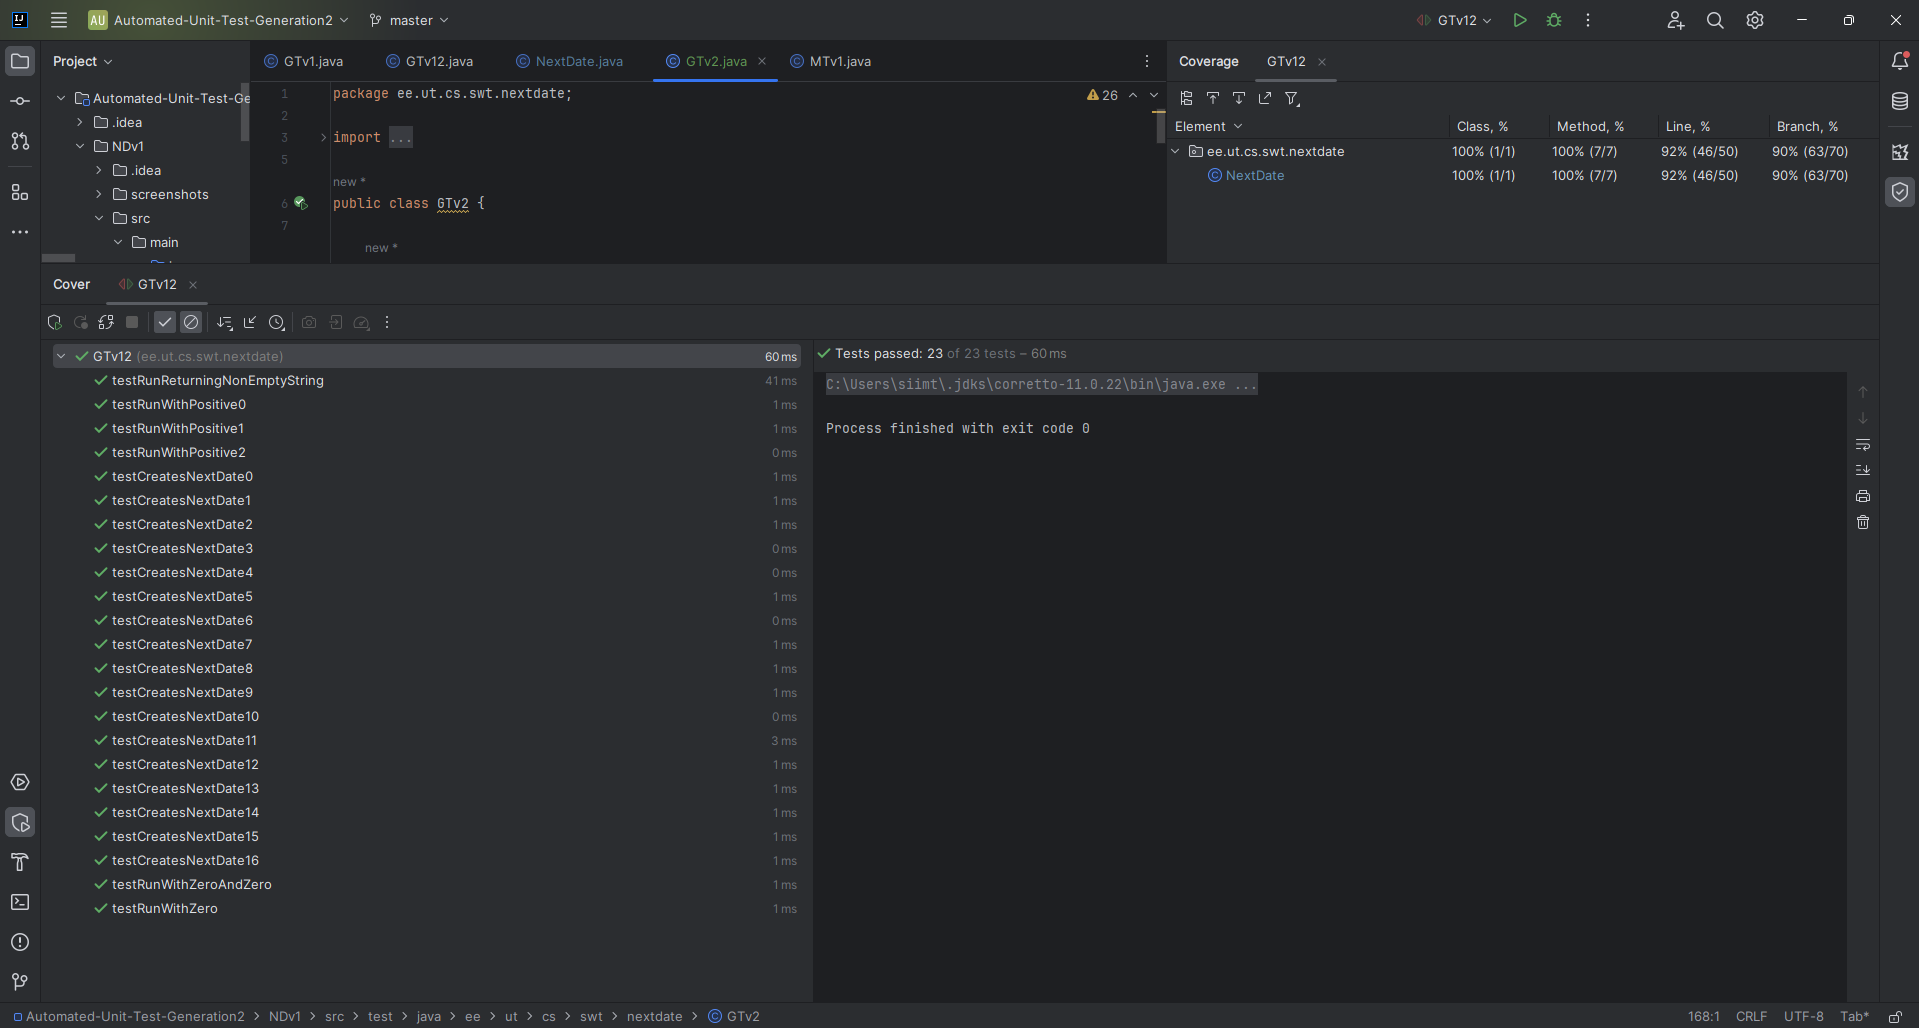 AU Automated-Unit-Test-Generation2 master GTv12
Project
GTv1.java GTv12.java NextDate.java GTv2.java MTv1.java
Coverage GTv12
Automated-Unit-Test-Ge
.idea
NDv1
.idea
screenshots
src
main
1 package ee.ut.cs.swt.nextdate;
26
2
3 import ...
5
new *
6 public class GTv2 {
7
new *
Element Class, % Method, % Line, % Branch, %
ee.ut.cs.swt.nextdate 100% (1/1) 100% (7/7) 92% (46/50) 90% (63/70)
NextDate 100% (1/1) 100% (7/7) 92% (46/50) 90% (63/70)
Cover GTv12
GTv12 (ee.ut.cs.swt.nextdate) 60 ms
testRunReturningNonEmptyString 41 ms
testRunWithPositive0 1 ms
testRunWithPositive1 1 ms
testRunWithPositive2 0 ms
testCreatesNextDate0 1 ms
testCreatesNextDate1 1 ms
testCreatesNextDate2 1 ms
testCreatesNextDate3 0 ms
testCreatesNextDate4 0 ms
testCreatesNextDate5 1 ms
testCreatesNextDate6 0 ms
testCreatesNextDate7 1 ms
testCreatesNextDate8 1 ms
testCreatesNextDate9 1 ms
testCreatesNextDate10 0 ms
testCreatesNextDate11 3 ms
testCreatesNextDate12 1 ms
testCreatesNextDate13 1 ms
testCreatesNextDate14 1 ms
testCreatesNextDate15 1 ms
testCreatesNextDate16 1 ms
testRunWithZeroAndZero 1 ms
testRunWithZero 1 ms
Tests passed: 23 of 23 tests – 60 ms
C:\Users\siimt\.jdks\corretto-11.0.22\bin\java.exe ...
Process finished with exit code 0
Automated-Unit-Test-Generation2 > NDv1 > src > test > java > ee > ut > cs > swt > nextdate > GTv2
168:1 CRLF UTF-8 Tab*